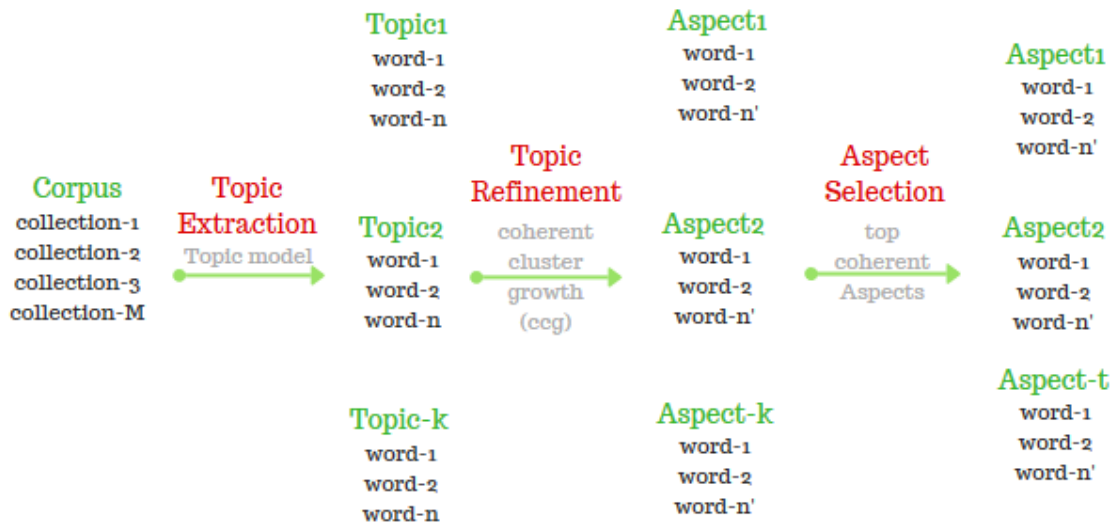 Corpus
collection-1
collection-2
collection-3
collection-M
Topic
Extraction
Topic model
Topic1
word-1
word-2
word-n
Topic2
word-1
word-2
word-n
Topic-k
word-1
word-2
word-n
Topic
Refinement
coherent
cluster
growth
(ccg)
Aspect1
word-1
word-2
word-n'
Aspect2
word-1
word-2
word-n'
Aspect-k
word-1
word-2
word-n'
Aspect
Selection
top
coherent
Aspects
Aspect1
word-1
word-2
word-n'
Aspect2
word-1
word-2
word-n'
Aspect-t
word-1
word-2
word-n'